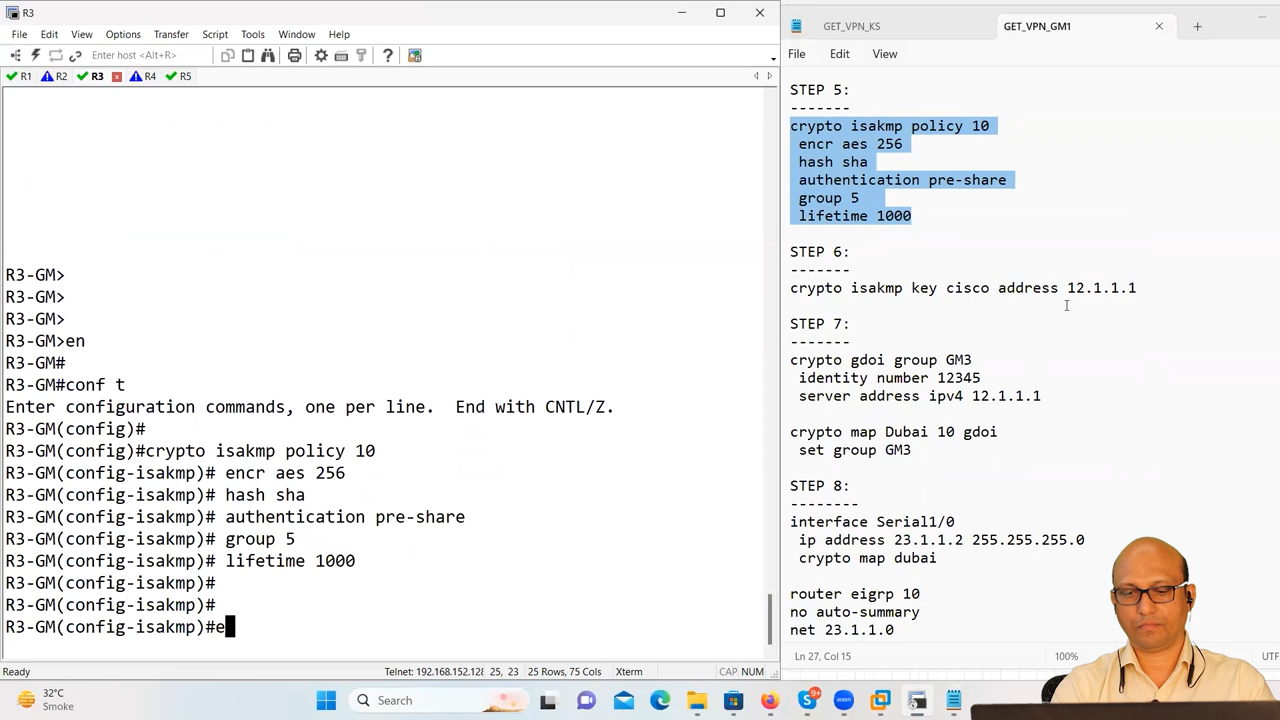 R3
File Edit View Options Transfer Script Tools Window Help
Enter host <Alt+R>
R1 R2 R3 R4 R5
R3-GM>
R3-GM>
R3-GM>
R3-GM>en
R3-GM#
R3-GM#conf t
Enter configuration commands, one per line. End with CNTL/Z.
R3-GM(config)#
R3-GM(config)#crypto isakmp policy 10
R3-GM(config-isakmp)# encr aes 256
R3-GM(config-isakmp)# hash sha
R3-GM(config-isakmp)# authentication pre-share
R3-GM(config-isakmp)# group 5
R3-GM(config-isakmp)# lifetime 1000
R3-GM(config-isakmp)#
R3-GM(config-isakmp)#
R3-GM(config-isakmp)#e
Ready Telnet: 192.168.152.128 25, 23 25 Rows, 75 Cols Xterm CAP NUM
GET_VPN_KS GET_VPN_GM1
File Edit View
STEP 5:
-------
crypto isakmp policy 10
encr aes 256
hash sha
authentication pre-share
group 5
lifetime 1000
STEP 6:
-------
crypto isakmp key cisco address 12.1.1.1
STEP 7:
-------
crypto gdoi group GM3
identity number 12345
server address ipv4 12.1.1.1
crypto map Dubai 10 gdoi
set group GM3
STEP 8:
--------
interface Serial1/0
ip address 23.1.1.2 255.255.255.0
crypto map dubai
router eigrp 10
no auto-summary
net 23.1.1.0
Ln 27, Col 15 100% UTF
32°C
Smoke
Search
9+
zoom